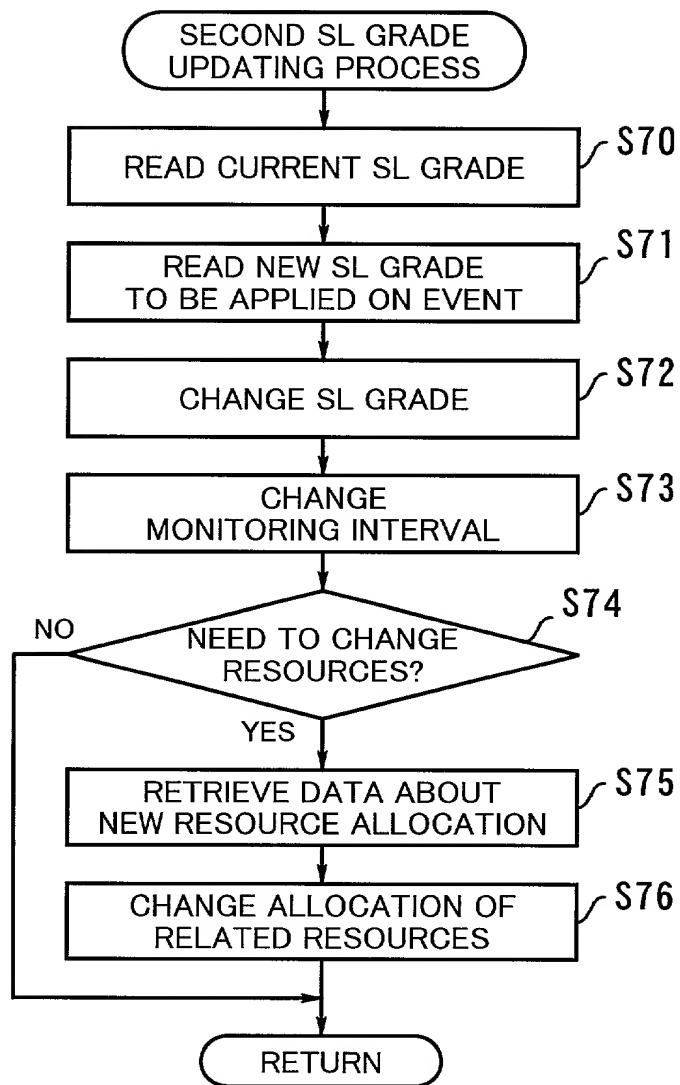 SECOND SL GRADE
UPDATING PROCESS
READ CURRENT SL GRADE
S70
READ NEW SL GRADE
TO BE APPLIED ON EVENT
S71
CHANGE SL GRADE
S72
CHANGE
MONITORING INTERVAL
S73
NEED TO CHANGE
RESOURCES?
S74
NO
YES
RETRIEVE DATA ABOUT
NEW RESOURCE ALLOCATION
S75
CHANGE ALLOCATION OF
RELATED RESOURCES
S76
RETURN